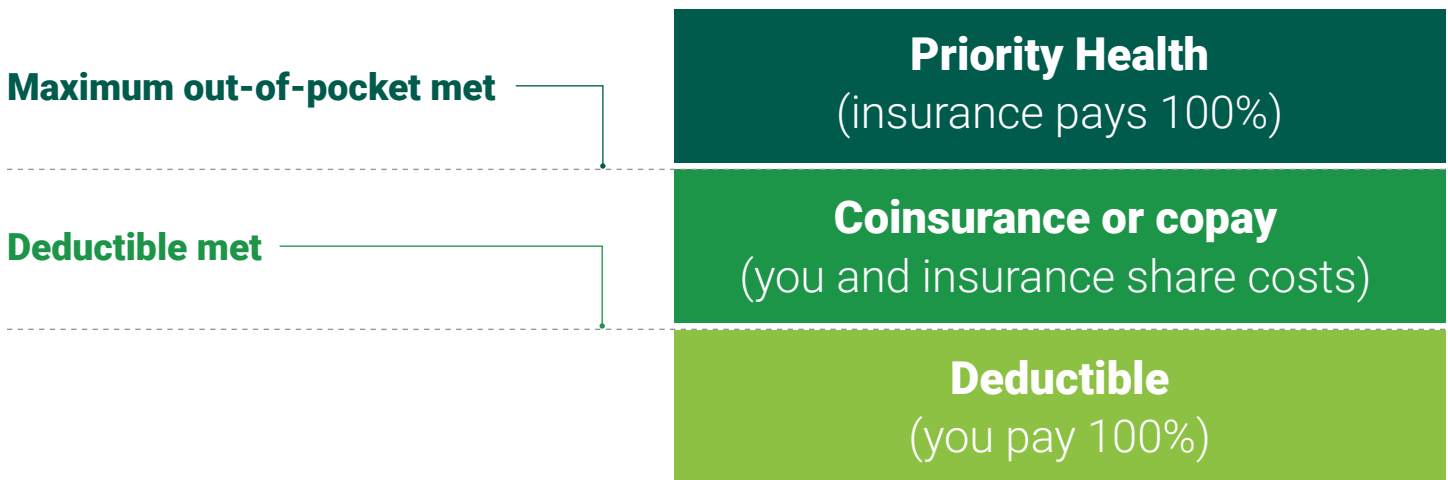 Maximum out-of-pocket met
Priority Health
(insurance pays 100%)
Deductible met
Coinsurance or copay
(you and insurance share costs)
Deductible
(you pay 100%)